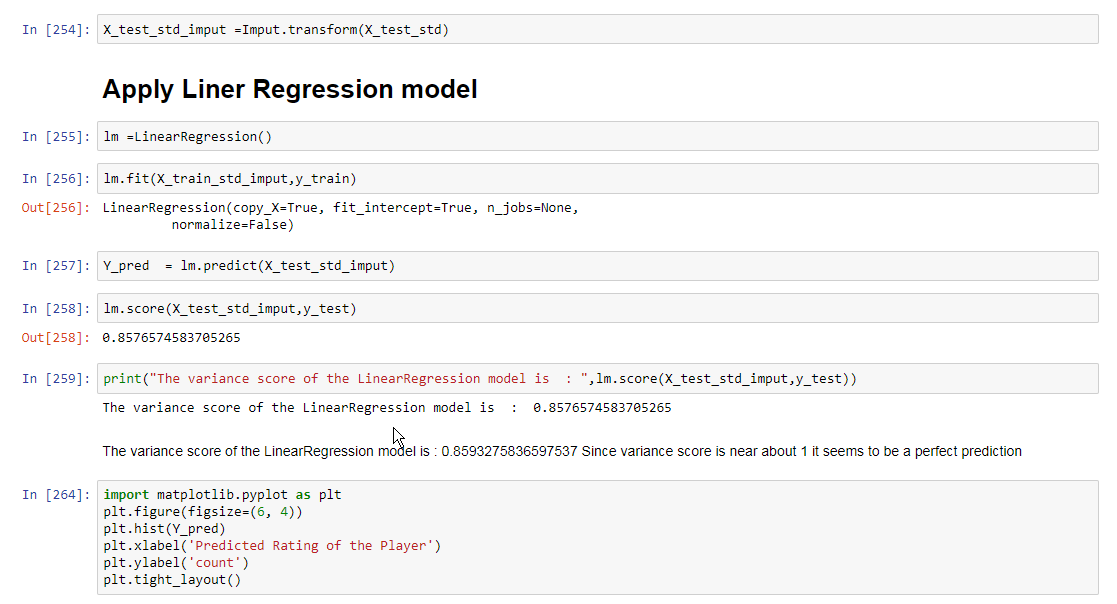 In [254]: X_test_std_imput =Imput.transform(X_test_std)
Apply Liner Regression model
In [255]: lm =LinearRegression()
In [256]: lm.fit(X_train_std_imput,y_train)
Out[256]: LinearRegression(copy_X=True, fit_intercept=True, n_jobs=None,
normalize=False)
In [257]: Y_pred  = lm.predict(X_test_std_imput)
In [258]: lm.score(X_test_std_imput,y_test)
Out[258]: 0.8576574583705265
In [259]: print("The variance score of the LinearRegression model is  : ",lm.score(X_test_std_imput,y_test))
The variance score of the LinearRegression model is  :  0.8576574583705265
The variance score of the LinearRegression model is : 0.8593275836597537 Since variance score is near about 1 it seems to be a perfect prediction
In [264]: import matplotlib.pyplot as plt
plt.figure(figsize=(6, 4))
plt.hist(Y_pred)
plt.xlabel('Predicted Rating of the Player')
plt.ylabel('count')
plt.tight_layout()